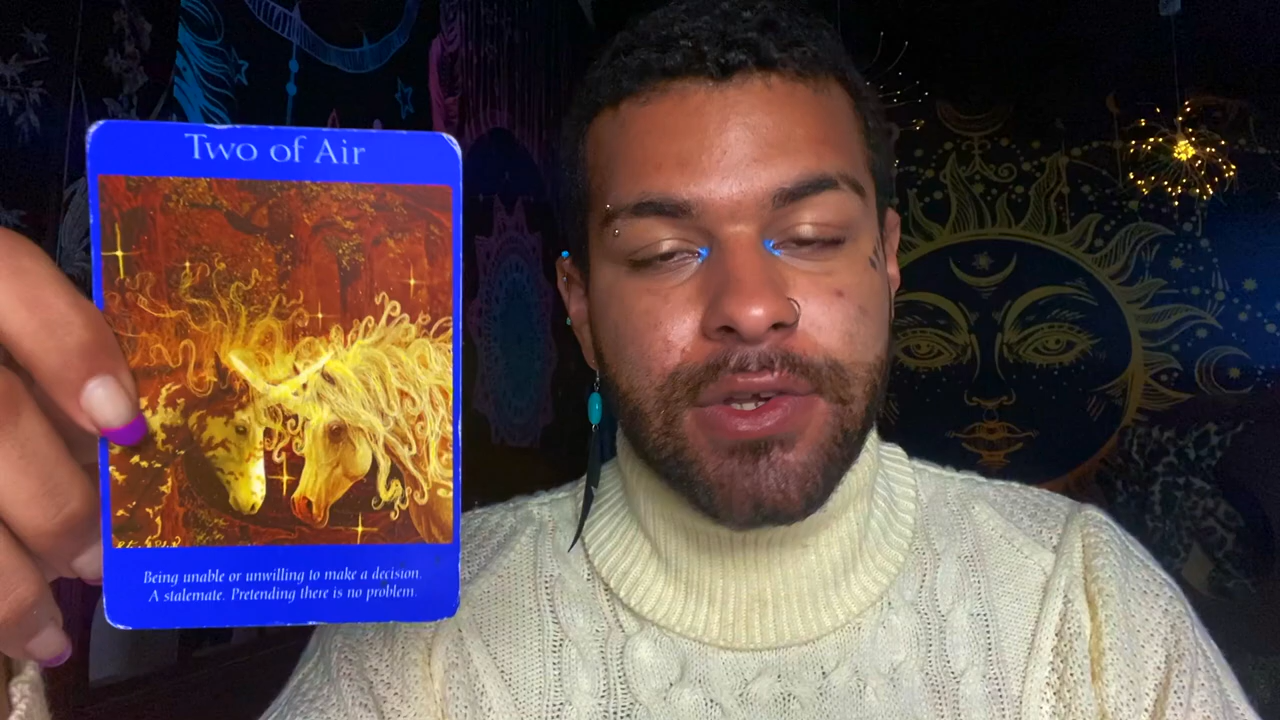 Two of Air
Being unable or unwilling to make a decision.
A stalemate. Pretending there is no problem.